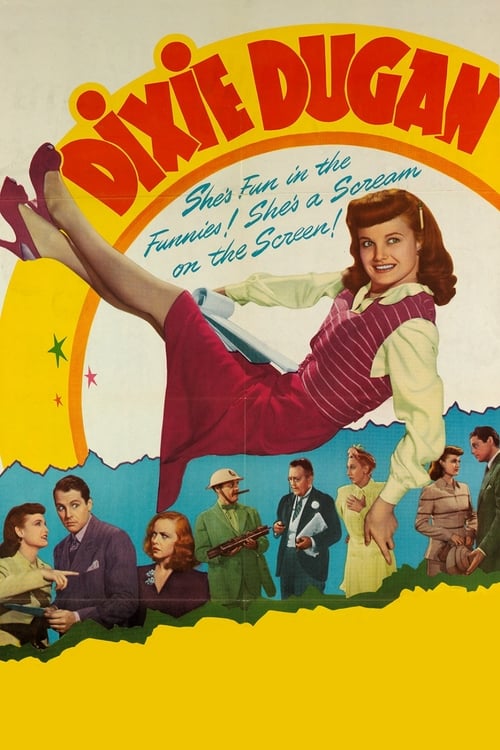 DIXIE DUGAN
She's Fun in the
Funnies! She's a Scream
on the Screen!